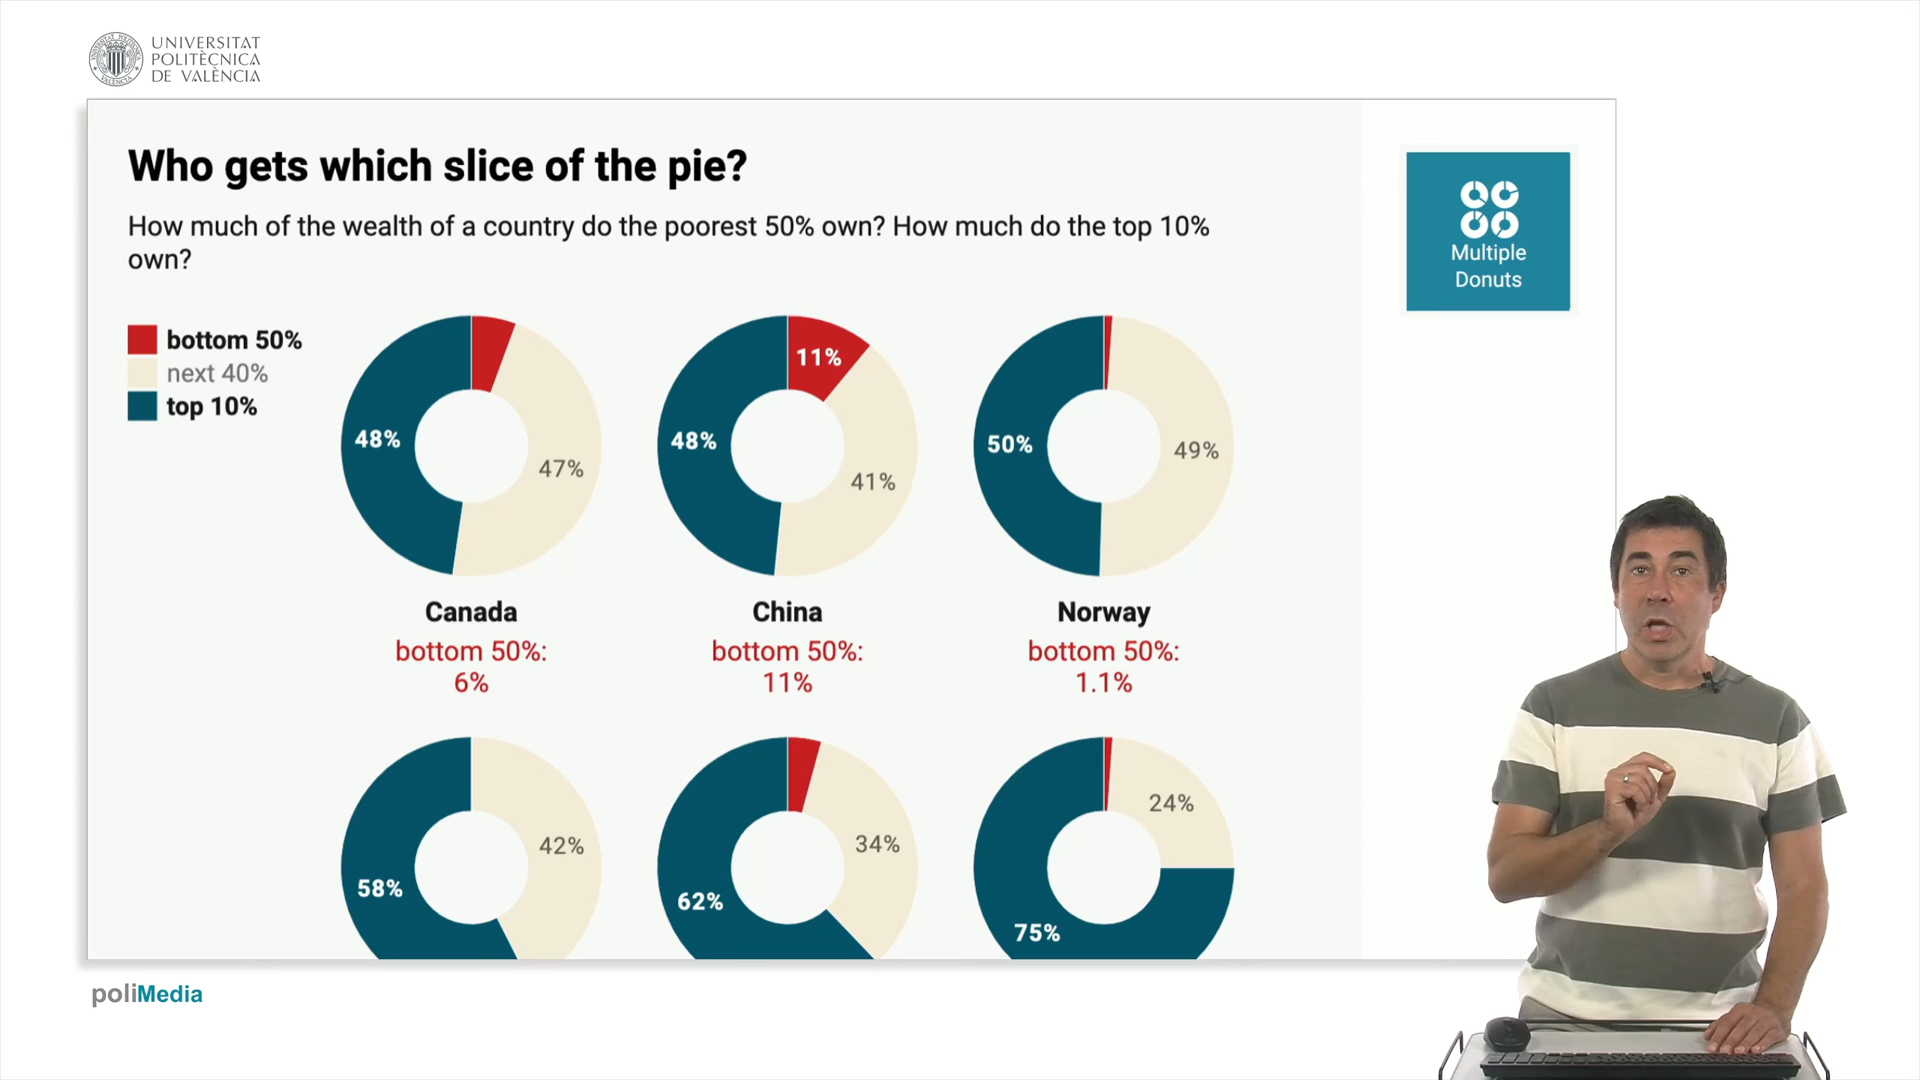 UNIVERSITAT
POLITÈCNICA
DE VALÈNCIA
Who gets which slice of the pie?
How much of the wealth of a country do the poorest 50% own? How much do the top 10%
own?
Multiple
Donuts
bottom 50%
next 40%
top 10%
48%
47%
11%
48%
41%
50%
49%
Canada
China
Norway
bottom 50%:
6%
bottom 50%:
11%
bottom 50%:
1.1%
42%
58%
34%
62%
24%
75%
poliMedia